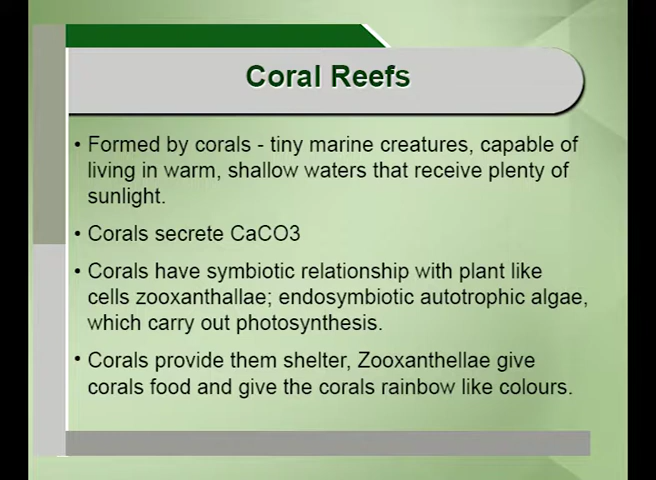 Coral Reefs
• Formed by corals - tiny marine creatures, capable of
living in warm, shallow waters that receive plenty of
sunlight.
• Corals secrete CaCO3
• Corals have symbiotic relationship with plant like
cells zooxanthallae; endosymbiotic autotrophic algae,
which carry out photosynthesis.
• Corals provide them shelter, Zooxanthellae give
corals food and give the corals rainbow like colours.